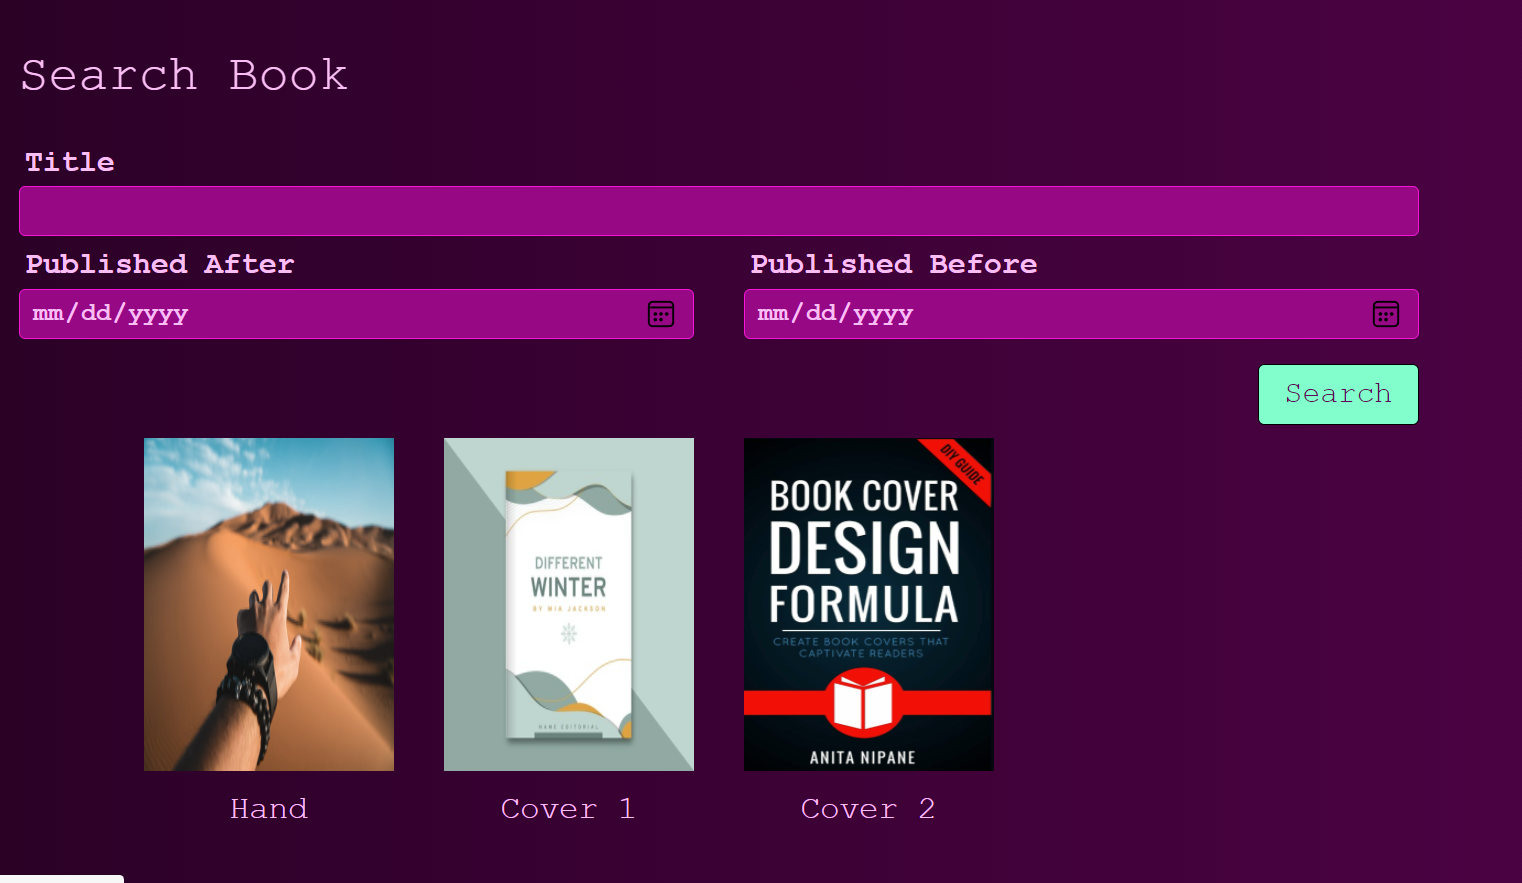 Search Book
Title
Published After
Published Before
mm/dd/yyyy
mm/dd/yyyy
Search
DIFFERENT
WINTER
BY MIA JACKSON
HANE EDITORIAL
Hand
Cover 1
DIY GUIDE
BOOK COVER
DESIGN
FORMULA
CREATE BOOK COVERS THAT
CAPTIVATE READERS
ANITA NIPANE
Cover 2